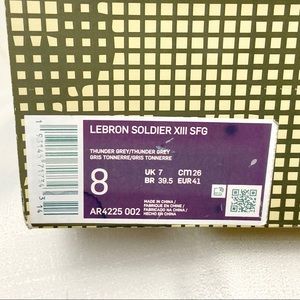 LEBRON SOLDIER XIII SFG
THUNDER GREY/THUNDER GREY
GRIS TONNERRE/GRIS TONNERRE
8
UK 7 CM 26
BR 39.5 EUR 41
AR4225 002
MADE IN CHINA /
FABRIQUÉ EN CHINE /
FABRICADO NA CHINA /
HECHO EN CHINA